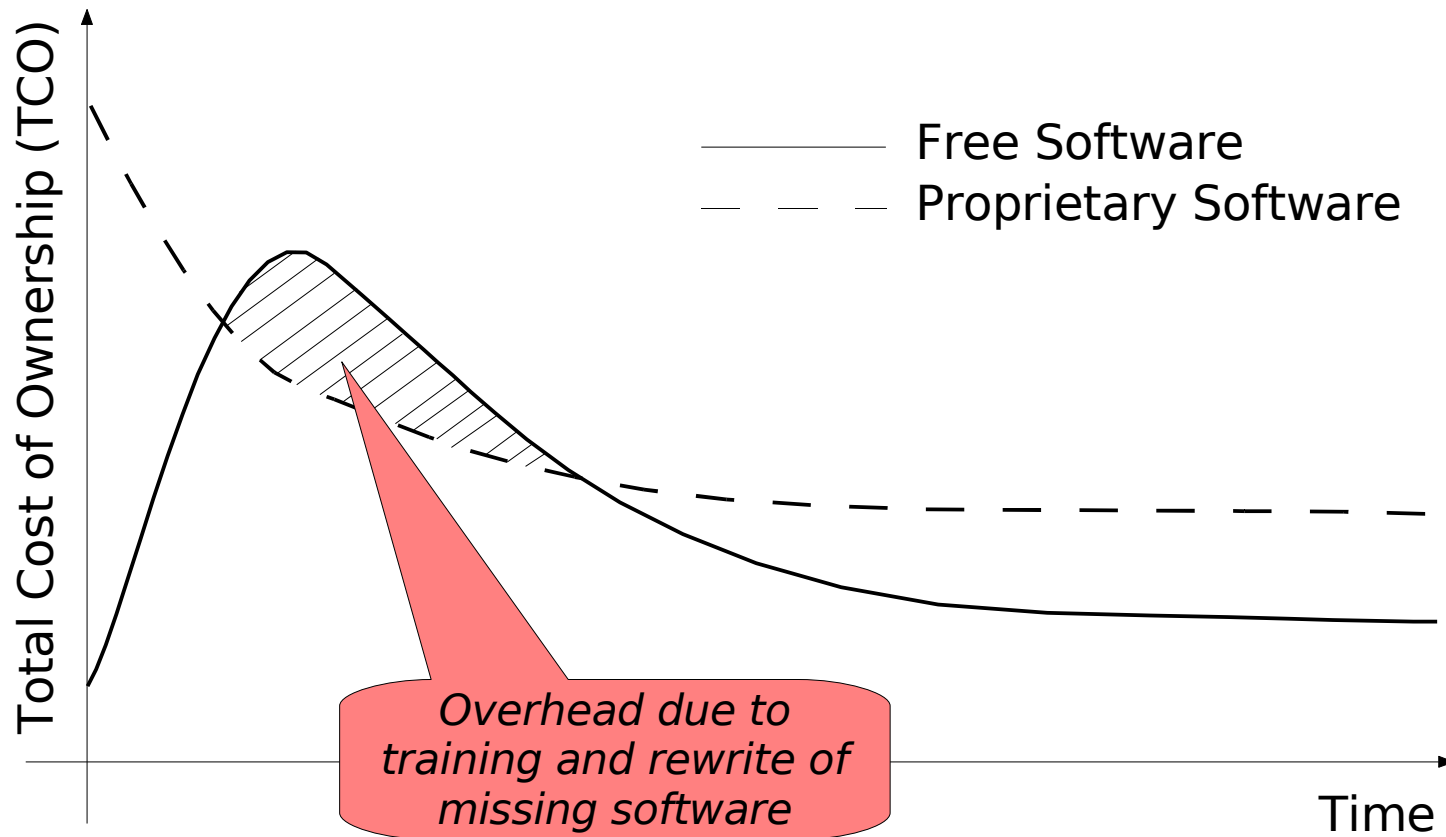 Total Cost of Ownership (TCO)
Free Software
Proprietary Software
Overhead due to
training and rewrite of
missing software
Time